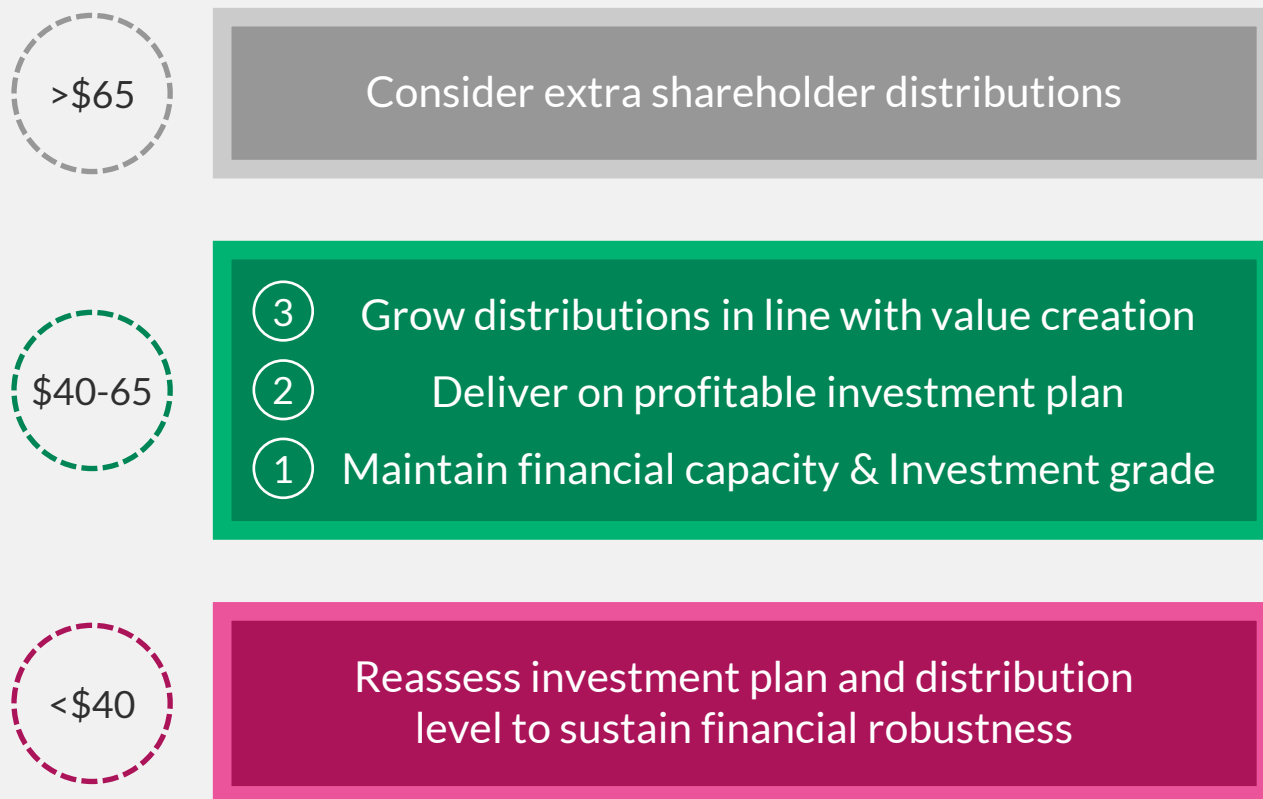 >$65
Consider extra shareholder distributions
$40-65
3 Grow distributions in line with value creation
2 Deliver on profitable investment plan
1 Maintain financial capacity & Investment grade
<$40
Reassess investment plan and distribution
level to sustain financial robustness